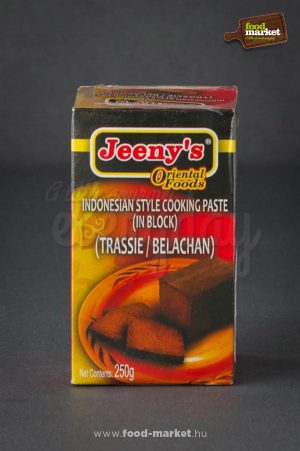 food
market
Jeeny's®
Oriental
Foods
INDONESIAN STYLE COOKING PASTE
(IN BLOCK)
(TRASSIE / BELACHAN)
Net Contents: 250g
www.food-market.hu